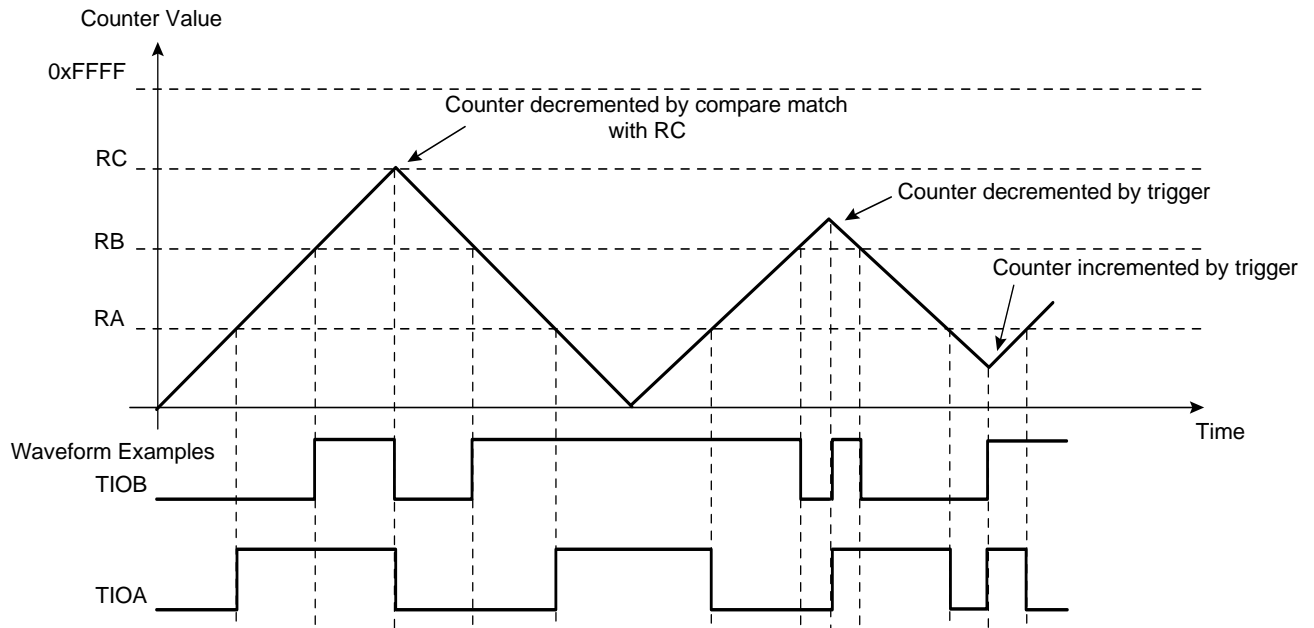 Counter Value
0xFFFF
Counter decremented by compare match
with RC
RC
Counter decremented by trigger
RB
Counter incremented by trigger
RA
Time
Waveform Examples
TIOB
TIOA